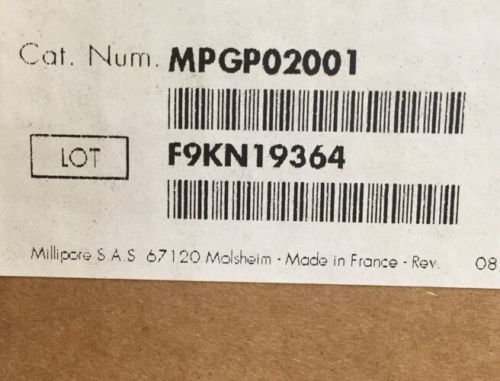 Cat. Num. MPGP02001
LOT F9KN19364
Millipore S.A.S 67120 Molsheim - Made in France - Rev. 08